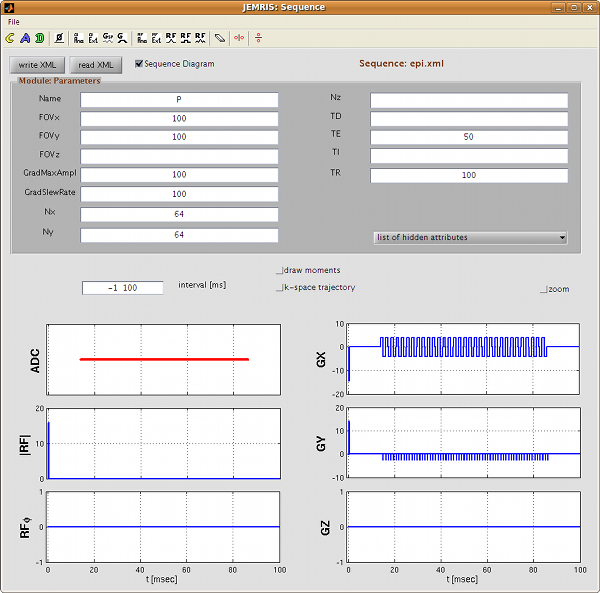 JEMRIS: Sequence
File
write XML read XML Sequence Diagram Sequence: epi.xml
Module: Parameters
Name P Nz
FOVx 100 TD
FOVy 100 TE 50
FOVz TI
GradMaxAmpl 100 TR 100
GradSlewRate 100
Nx 64
Ny 64 list of hidden attributes
draw moments
-1 100 interval [ms] k-space trajectory zoom
ADC
10
0
-10
-20
GX
20
10
0
|RF|
20
10
0
-10
GY
1
0
-1
RFϕ
0 20 40 60 80 100
t [msec]
1
0
-1
GZ
0 20 40 60 80 100
t [msec]